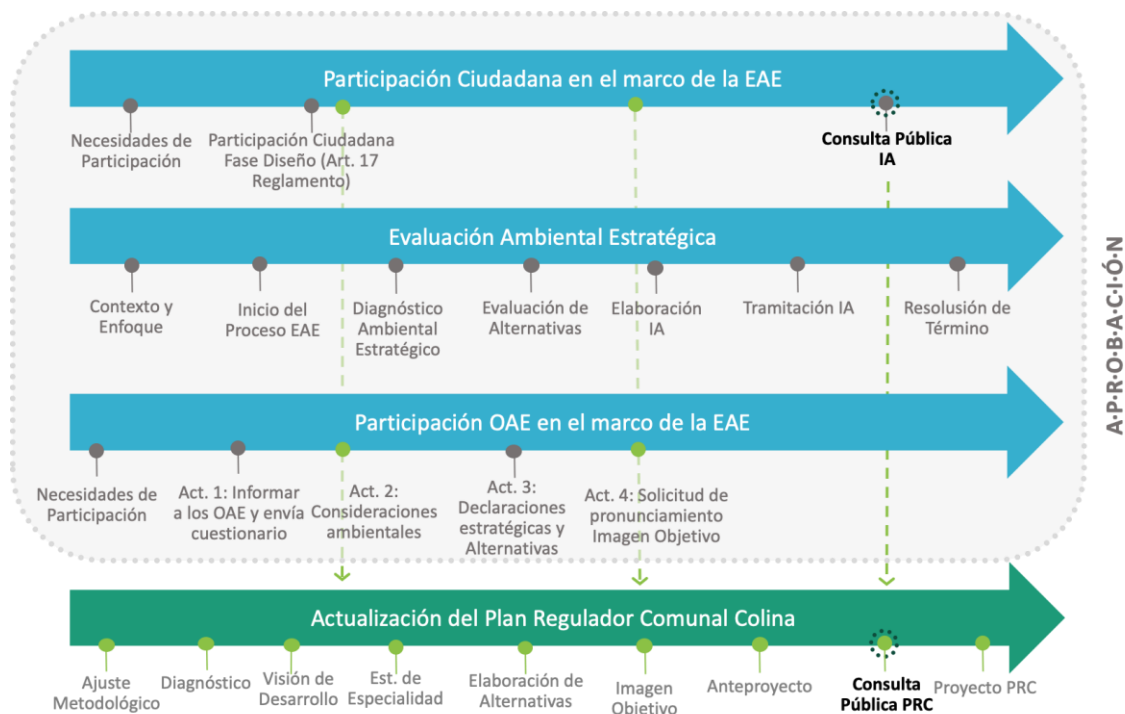 Participación Ciudadana en el marco de la EAE
Necesidades de
Participación
Participación Ciudadana
Fase Diseño (Art. 17
Reglamento)
Consulta Pública
IA
Evaluación Ambiental Estratégica
Contexto y
Enfoque
Inicio del
Proceso EAE
Diagnóstico
Ambiental
Estratégico
Evaluación de
Alternativas
Elaboración
IA
Tramitación IA
Resolusión de
Término
Participación OAE en el marco de la EAE
Necesidades de
Participación
Act. 1: Informar
a los OAE y envía
cuestionario
Act. 2:
Consideraciones
ambientales
Act. 3:
Declaraciones
estratégicas y
Alternativas
Act. 4: Solicitud de
pronunciamiento
Imagen Objetivo
A·P·R·O·B·A·C·I·Ó·N
Actualización del Plan Regulador Comunal Colina
Ajuste
Metodológico
Diagnóstico
Visión de
Desarrollo
Est. de
Especialidad
Elaboración de
Alternativas
Imagen
Objetivo
Anteproyecto
Consulta
Pública PRC
Proyecto PRC